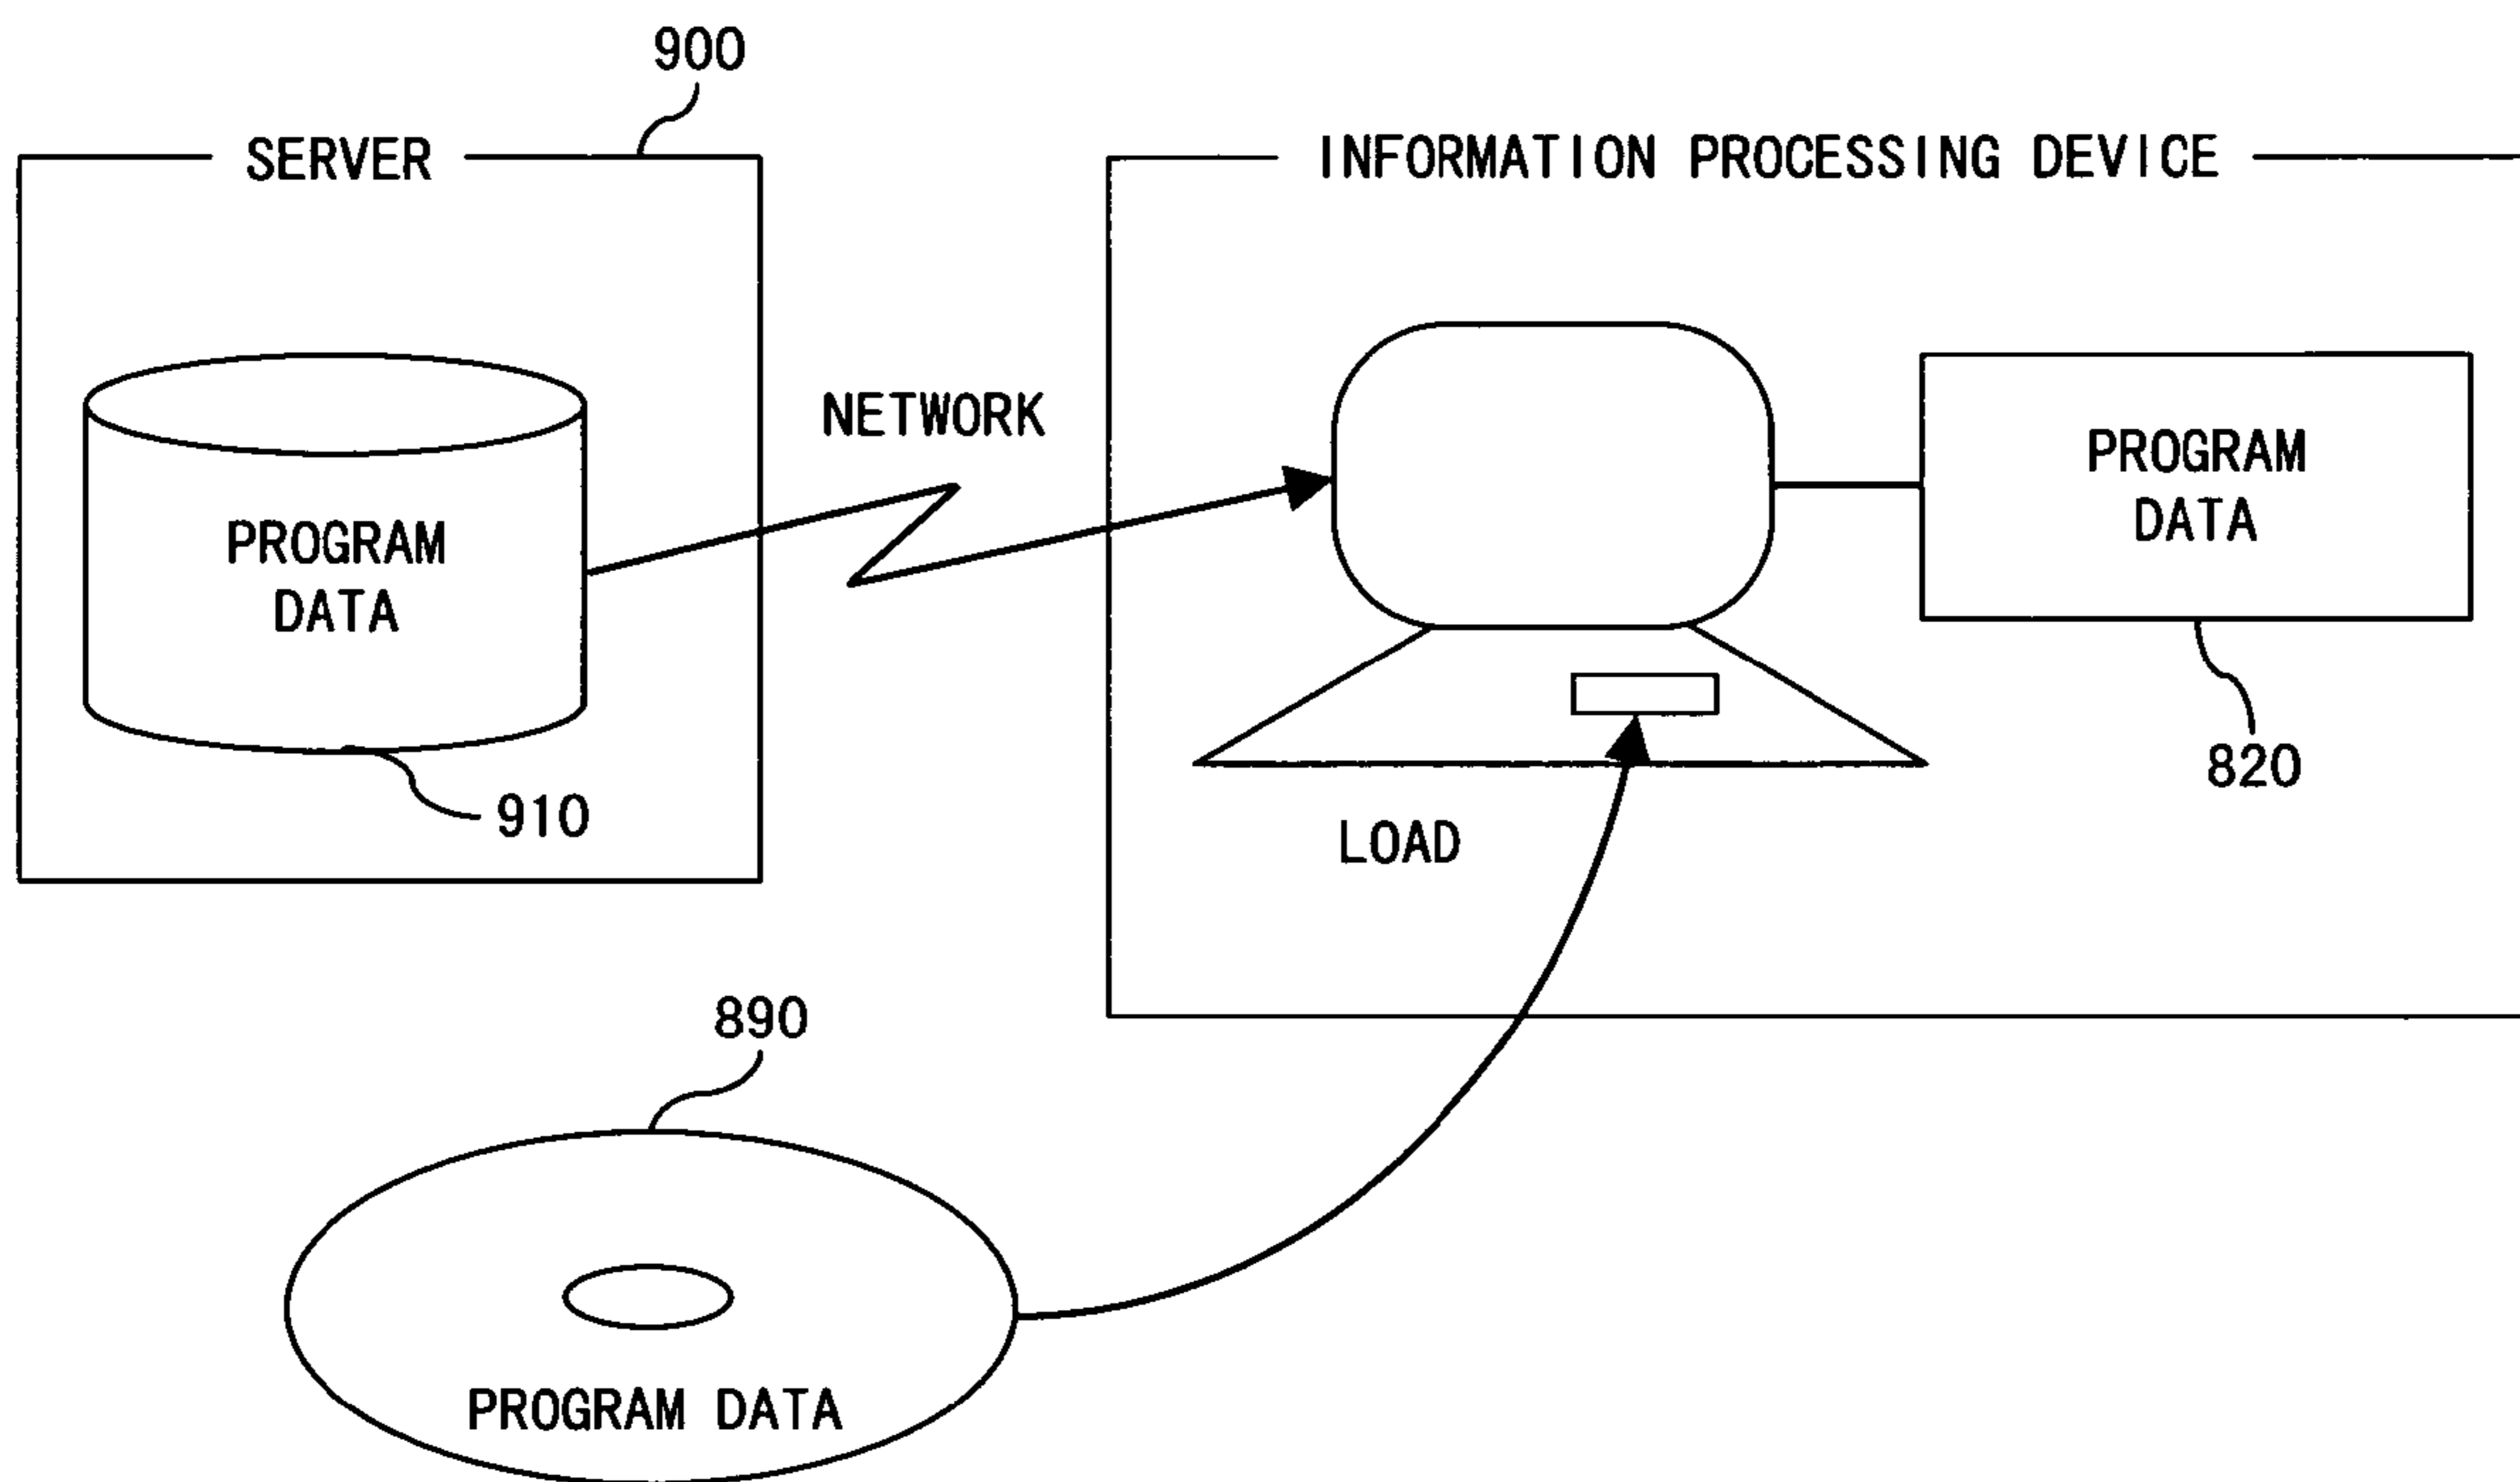 900
SERVER
INFORMATION PROCESSING DEVICE
NETWORK
PROGRAM
DATA
PROGRAM
DATA
820
910
LOAD
890
PROGRAM DATA